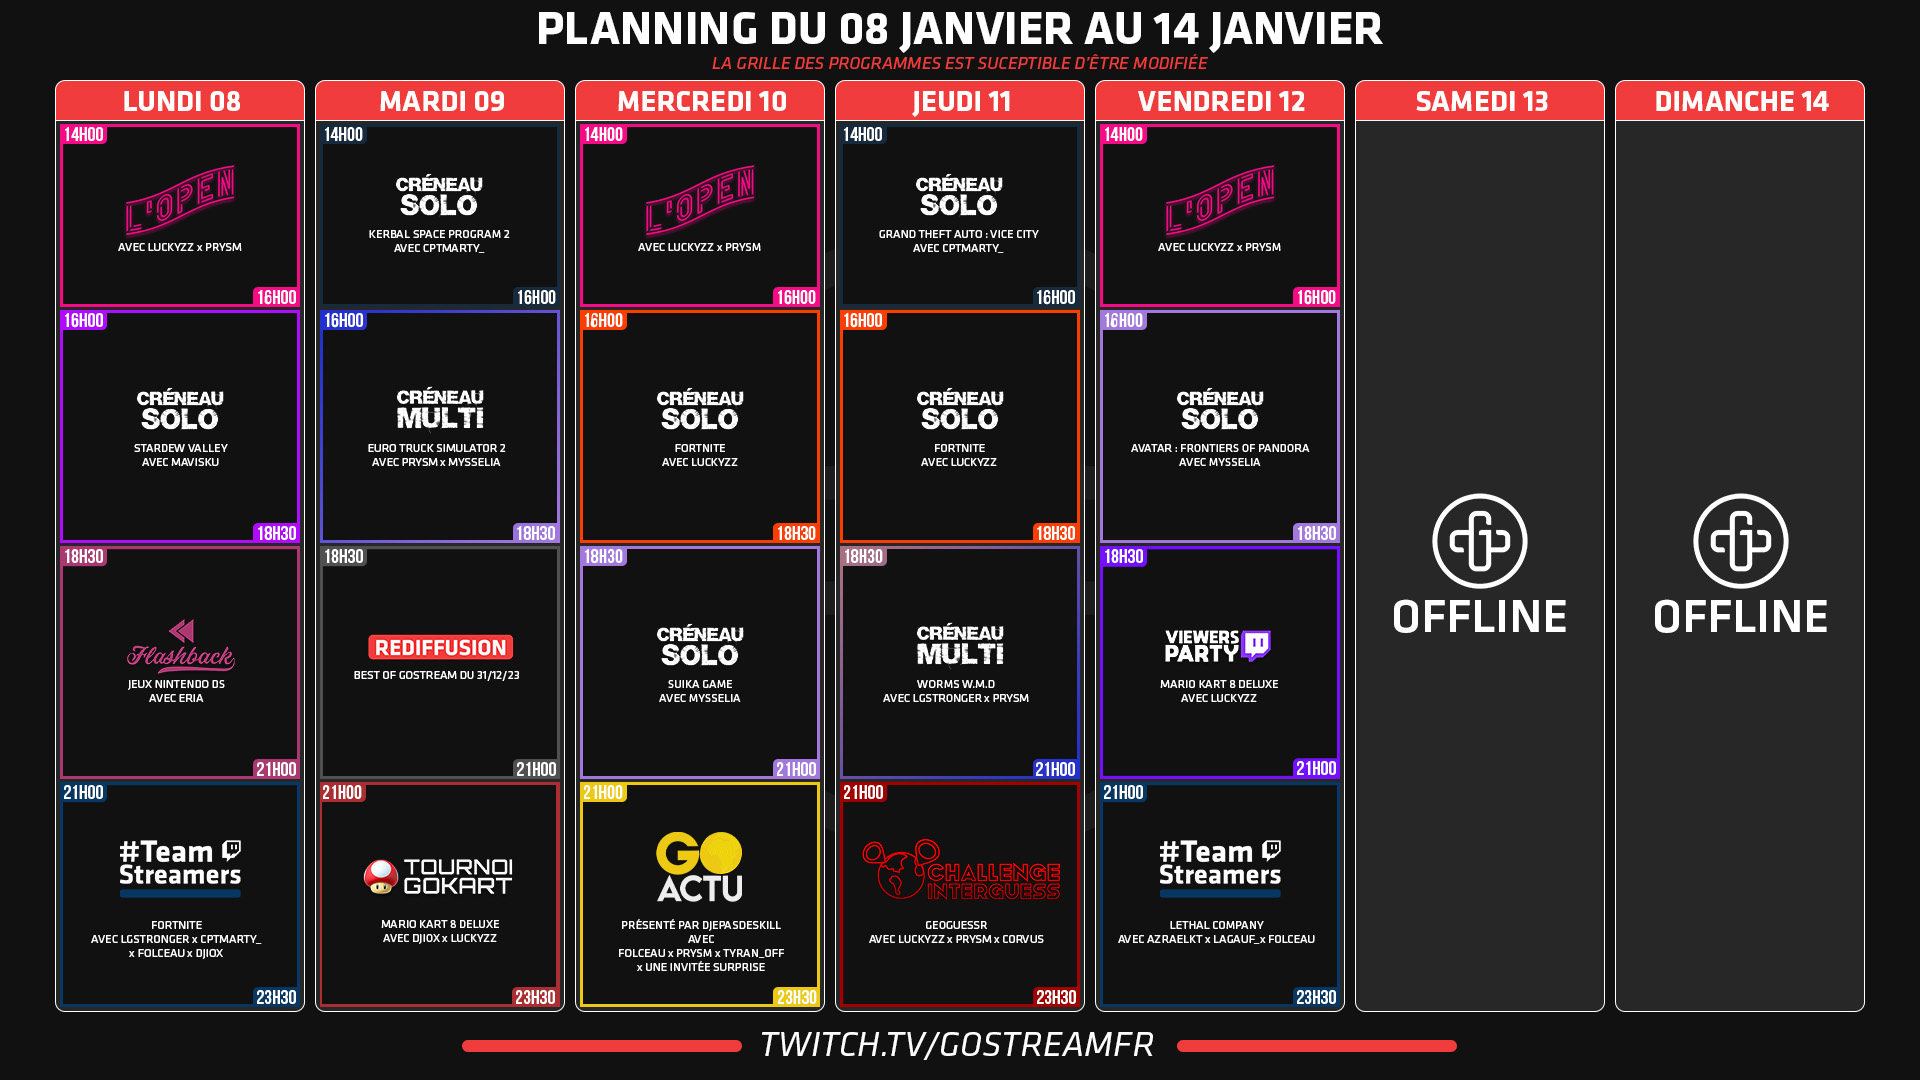 PLANNING DU 08 JANVIER AU 14 JANVIER
LA GRILLE DES PROGRAMMES EST SUCEPTIBLE D'ÊTRE MODIFIÉE
LUNDI 08
14H00
L'OPEN
AVEC LUCKYZZ x PRYSM
16H00
16H00
CRÉNEAU
SOLO
STARDEW VALLEY
AVEC MAVISKU
18H30
18H30
Flashback
JEUX NINTENDO DS
AVEC ERIA
21H00
21H00
#Team
Streamers
FORTNITE
AVEC LGSTRONGER x CPTMARTY_
x FOLCEAU x DJIOX
23H30
MARDI 09
14H00
CRÉNEAU
SOLO
KERBAL SPACE PROGRAM 2
AVEC CPTMARTY_
16H00
16H00
CRÉNEAU
MULTI
EURO TRUCK SIMULATOR 2
AVEC PRYSM x MYSSELIA
18H30
18H30
REDIFFUSION
BEST OF GOSTREAM DU 31/12/23
21H00
21H00
TOURNOI
GOKART
MARIO KART 8 DELUXE
AVEC DJIOX x LUCKYZZ
23H30
MERCREDI 10
14H00
L'OPEN
AVEC LUCKYZZ x PRYSM
16H00
16H00
CRÉNEAU
SOLO
FORTNITE
AVEC LUCKYZZ
18H30
18H30
CRÉNEAU
SOLO
SUIKA GAME
AVEC MYSSELIA
21H00
21H00
GO
ACTU
PRÉSENTÉ PAR DJEPASDESKILL
AVEC
FOLCEAU x PRYSM x TYRAN_OFF
x UNE INVITÉE SURPRISE
23H30
JEUDI 11
14H00
CRÉNEAU
SOLO
GRAND THEFT AUTO : VICE CITY
AVEC CPTMARTY_
16H00
16H00
CRÉNEAU
SOLO
FORTNITE
AVEC LUCKYZZ
18H30
18H30
CRÉNEAU
MULTI
WORMS W.M.D
AVEC LGSTRONGER x PRYSM
21H00
21H00
CHALLENGE
INTERGUESS
GEOGUESSR
AVEC LUCKYZZ x PRYSM x CORVUS
23H30
VENDREDI 12
14H00
L'OPEN
AVEC LUCKYZZ x PRYSM
16H00
16H00
CRÉNEAU
SOLO
AVATAR : FRONTIERS OF PANDORA
AVEC MYSSELIA
18H30
18H30
VIEWERS
PARTY
MARIO KART 8 DELUXE
AVEC LUCKYZZ
21H00
21H00
#Team
Streamers
LETHAL COMPANY
AVEC AZRAELKT x LAGAUF_x FOLCEAU
23H30
SAMEDI 13
OFFLINE
DIMANCHE 14
OFFLINE
TWITCH.TV/GOSTREAMFR